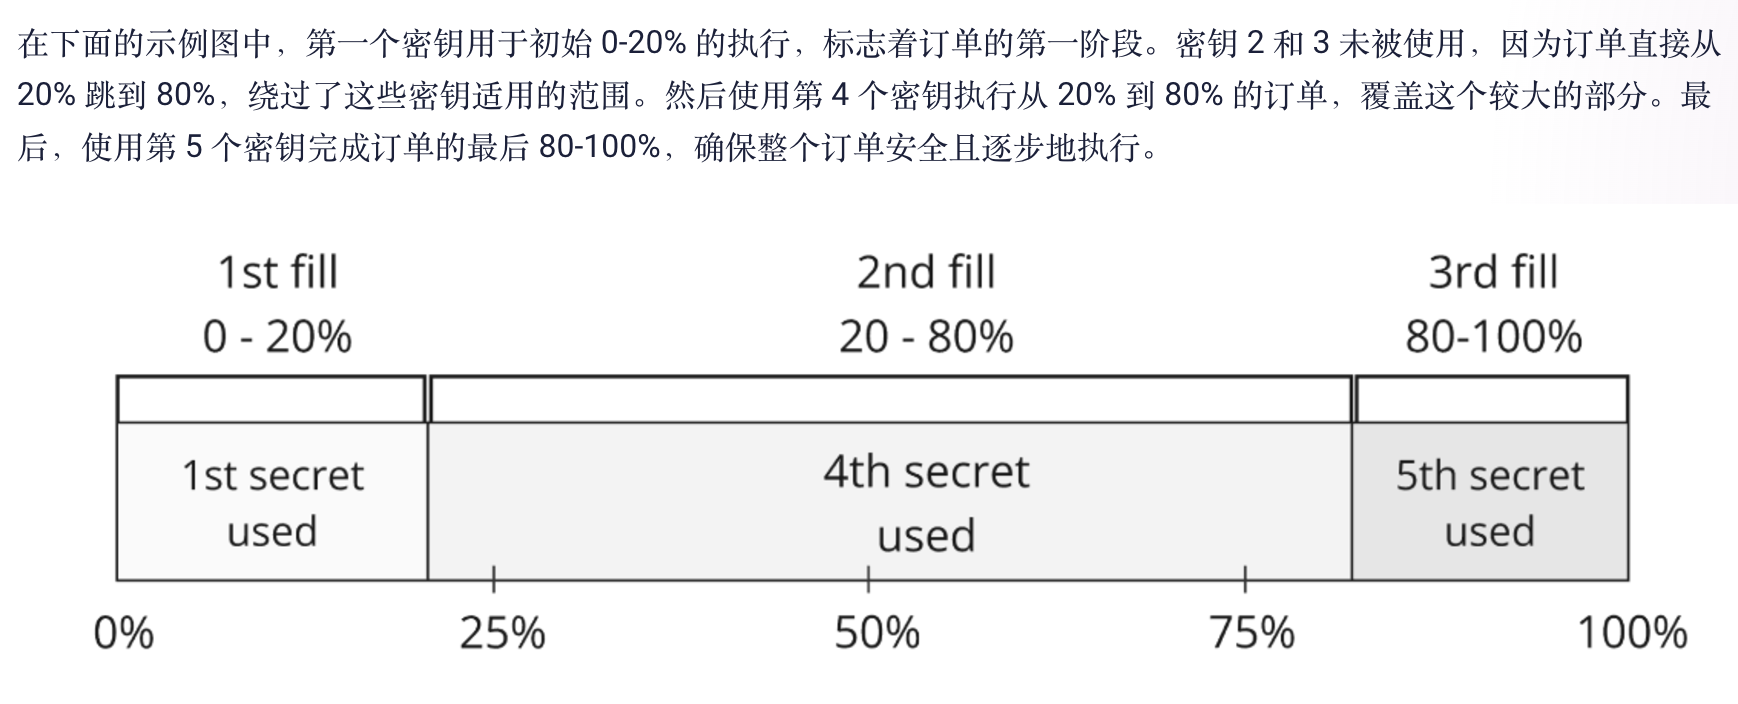 在下面的示例图中，第一个密钥用于初始 0-20% 的执行，标志着订单的第一阶段。密钥 2 和 3 未被使用，因为订单直接从
20% 跳到 80%，绕过了这些密钥适用的范围。然后使用第 4 个密钥执行从 20% 到 80% 的订单，覆盖这个较大的部分。最
后，使用第 5 个密钥完成订单的最后 80-100%，确保整个订单安全且逐步地执行。
1st fill
0 - 20%
2nd fill
20 - 80%
3rd fill
80-100%
1st secret
used
4th secret
used
5th secret
used
0% 25% 50% 75% 100%